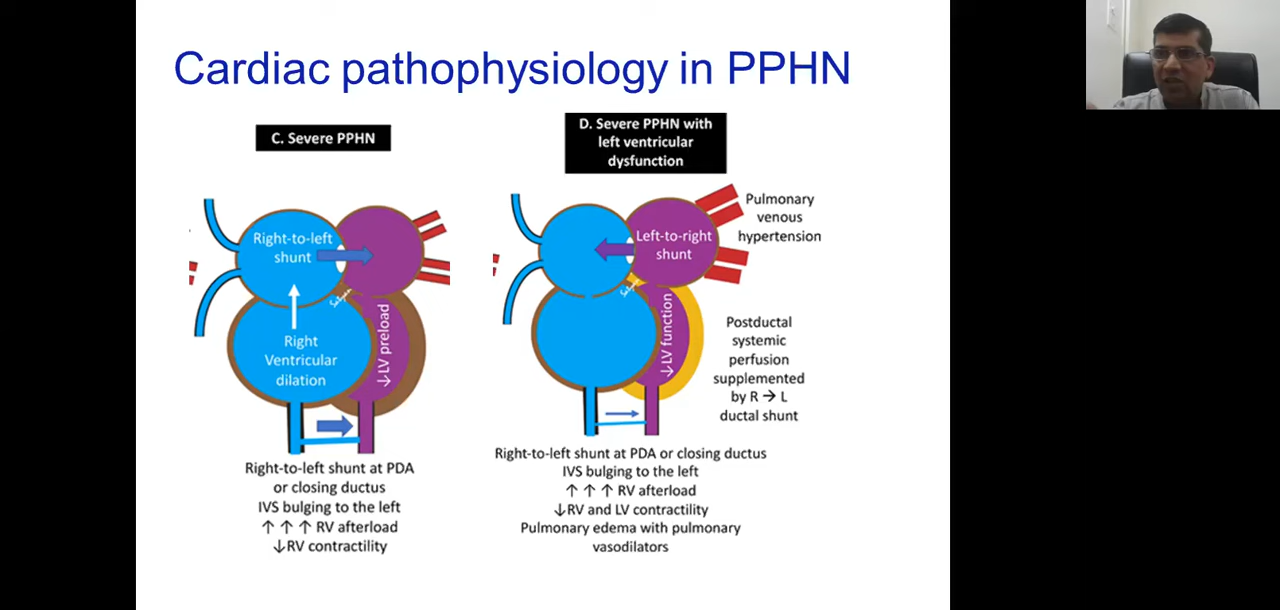 Cardiac pathophysiology in PPHN
C. Severe PPHN
Right-to-left
shunt
Right
Ventricular
dilation
↓LV preload
Right-to-left shunt at PDA
or closing ductus
IVS bulging to the left
↑ ↑ ↑ RV afterload
↓RV contractility
D. Severe PPHN with
left ventricular
dysfunction
Left-to-right
shunt
Pulmonary
venous
hypertension
↓LV function
Postductal
systemic
perfusion
supplemented
by R → L
ductal shunt
Right-to-left shunt at PDA or closing ductus
IVS bulging to the left
↑ ↑ ↑ RV afterload
↓RV and LV contractility
Pulmonary edema with pulmonary
vasodilators